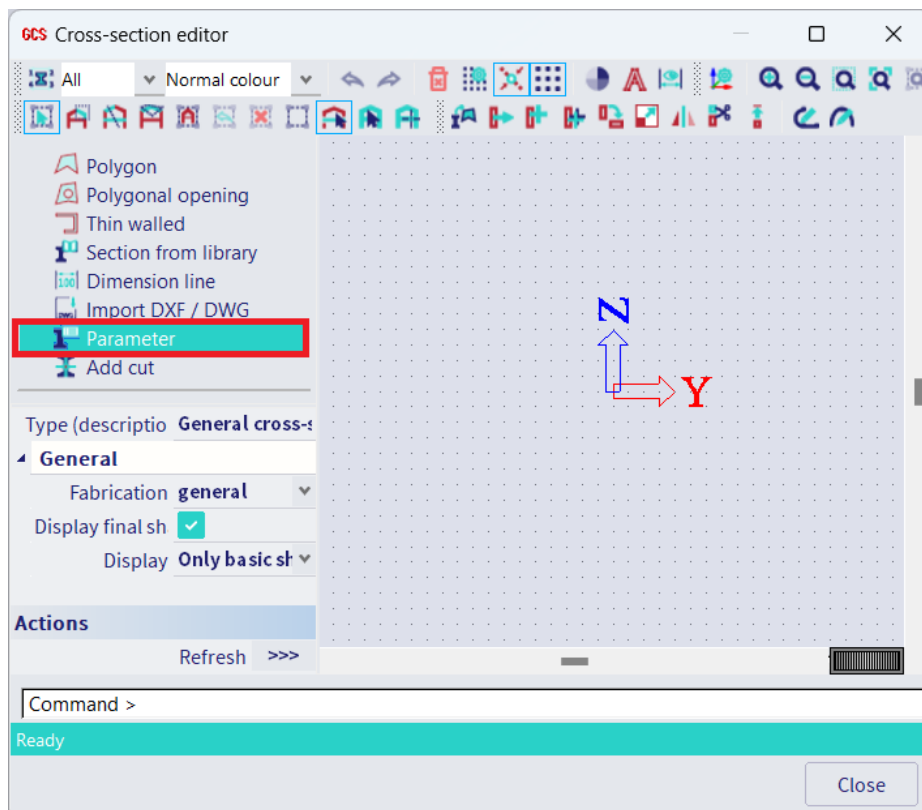 GCS Cross-section editor
All Normal colour
Polygon
Polygonal opening
Thin walled
Section from library
Dimension line
Import DXF / DWG
Parameter
Add cut
Type (descriptio General cross-s
General
Fabrication general
Display final sh
Display Only basic sh
Actions
Refresh >>>
Z
Y
Command >
Ready
Close